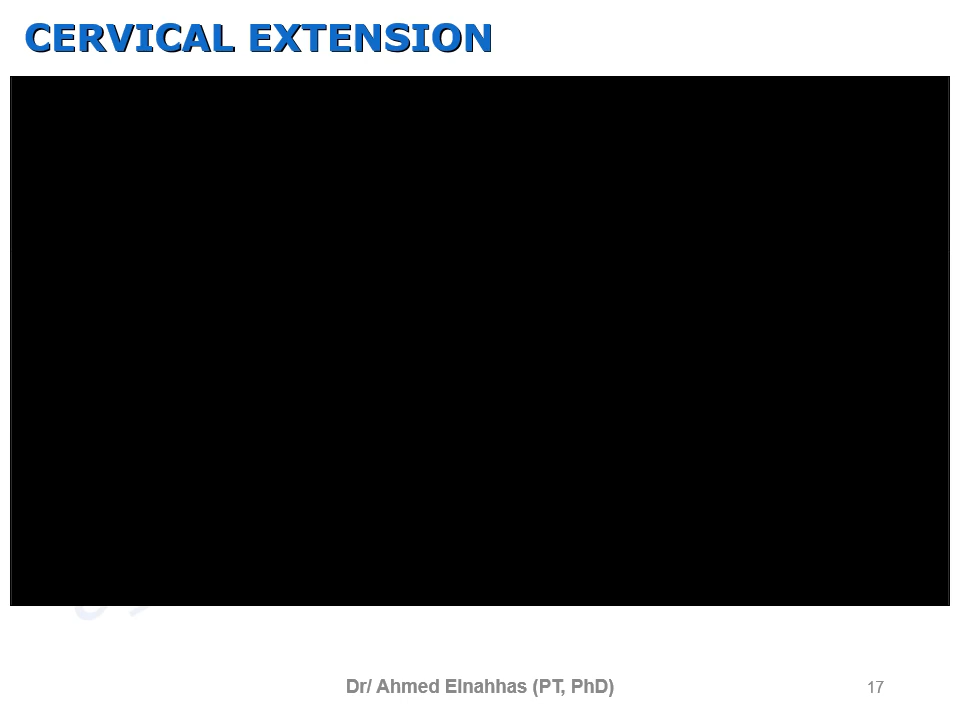 CERVICAL EXTENSION
Dr/ Ahmed Elnahhas (PT, PhD)
17